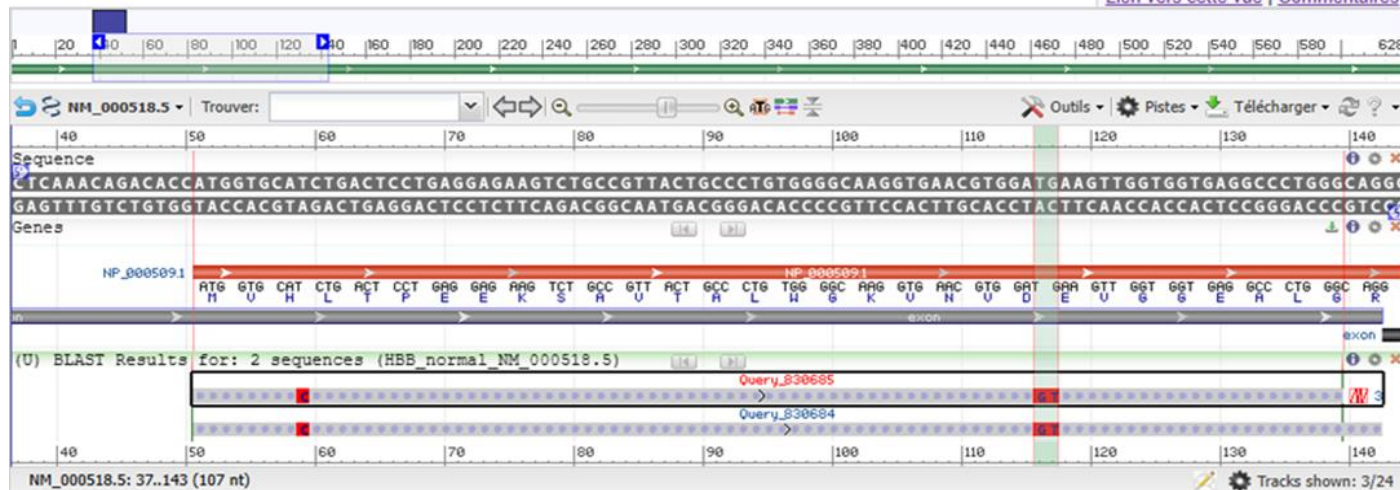 Lien vers cette vue | Commentaires
1 20 40 60 80 100 120 140 160 180 200 220 240 260 280 300 320 340 360 380 400 420 440 460 480 500 520 540 560 580 628
NM_000518.5 Trouver: Outils Pistes Télécharger ?
40 50 60 70 80 90 100 110 120 130 140
Sequence
CTCAAACAGACACCATGGTGCATCTGACTCCTGAGGAGAAGTCTGCCGTTACTGCCCTGTGGGGCAAGGTGAACGTGGATGAAGTTGGTGGTGAGGCCCTGGGCAGG
GAGTTTGTCTGTGGTACCACGTAGACTGAGGACTCCTCTTCAGACGGCAATGACGGGACACCCCGTTCCACTTGCACCTACTTCAACCACCACTCCGGGACCCGTCC
Genes
NP_000509.1 NP_000509.1
ATG GTG CAT CTG ACT CCT GAG GAG AAG TCT GCC GTT ACT GCC CTG TGG GGC AAG GTG AAC GTG GAT GAA GTT GGT GGT GAG GCC CTG GGC AGG
M V H L T P E E K S A V T A L W G K V N V D E V G G E A L G R
exon
exon
(U) BLAST Results for: 2 sequences (HBB_normal_NM_000518.5)
Query_830685
C G T 3
Query_830684
C G T
40 50 60 70 80 90 100 110 120 130 140
NM_000518.5: 37..143 (107 nt) Tracks shown: 3/24